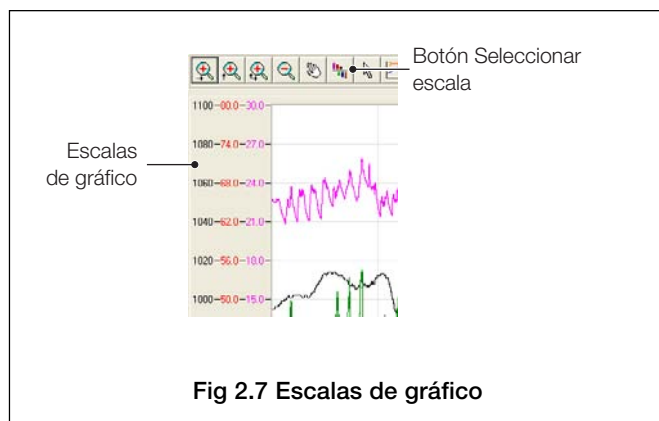 Botón Seleccionar
escala
Escalas
de gráfico
1100 80.0 30.0
1080 74.0 27.0
1060 68.0 24.0
1040 62.0 21.0
1020 56.0 18.0
1000 50.0 15.0
Fig 2.7 Escalas de gráfico